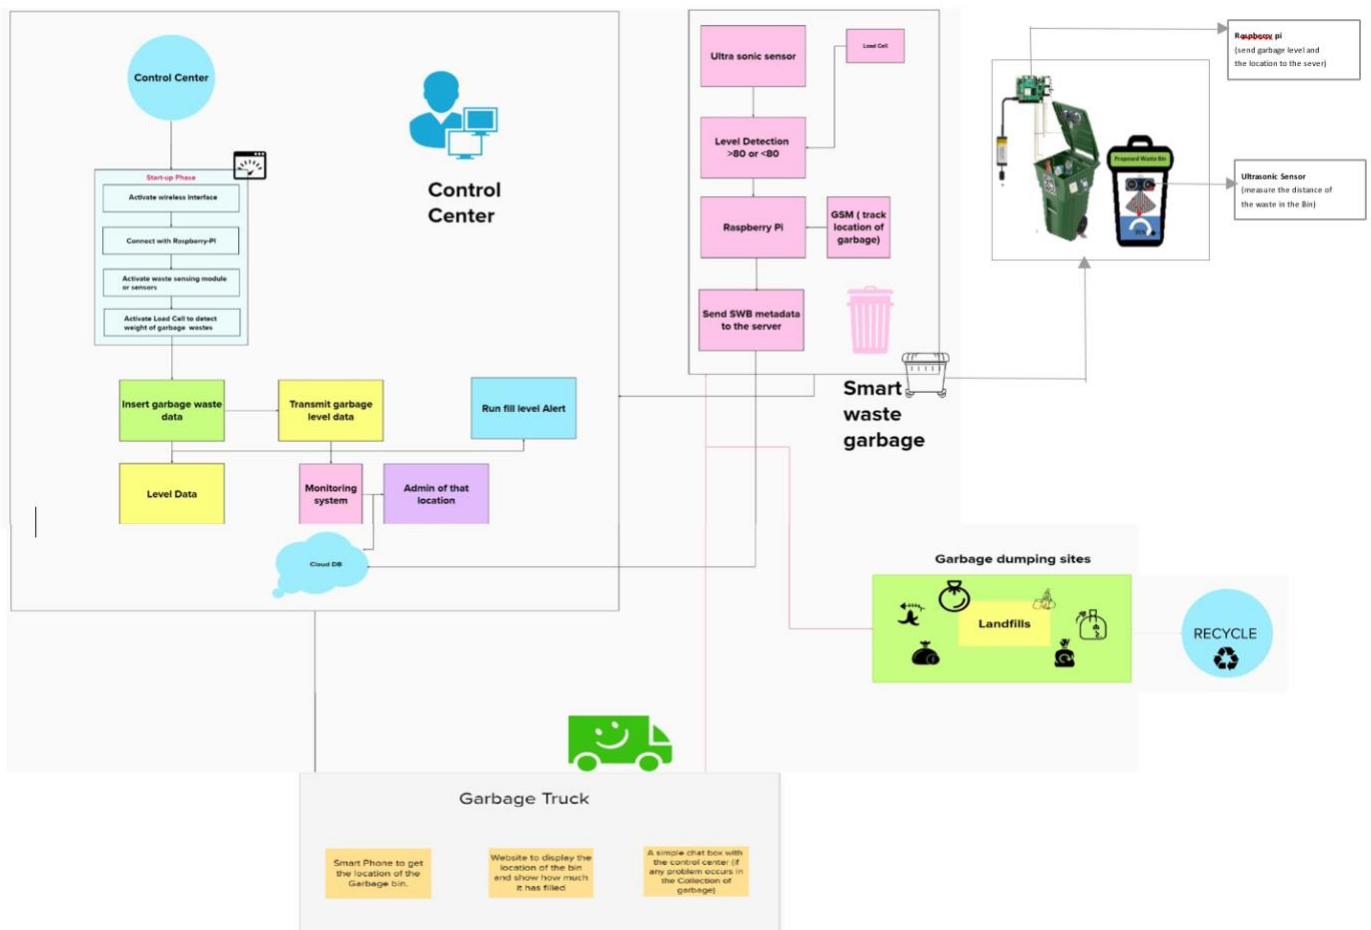 Control Center
Start-up Phase
Activate wireless interface
Connect with Raspberry-Pi
Activate waste sensing module
or sensors
Activate Load Cell to detect
weight of garbage wastes
Control
Center
Insert garbage waste
data
Transmit garbage
level data
Run fill level Alert
Level Data
Monitoring
system
Admin of that
location
Cloud DB
Ultra sonic sensor
Load Cell
Level Detection
>80 or <80
Raspberry Pi
GSM ( track
location of
garbage)
Send SWB metadata
to the server
Smart
waste
garbage
Proposed Waste Bin
Raspberry pi
(send garbage level and
the location to the sever)
Ultrasonic Sensor
(measure the distance of
the waste in the Bin)
Garbage dumping sites
Landfills
RECYCLE
Garbage Truck
Smart Phone to get
the location of the
Garbage bin.
Website to display the
location of the bin
and show how much
it has filled
A simple chat box with
the control center (if
any problem occurs in
the Collection of
garbage)